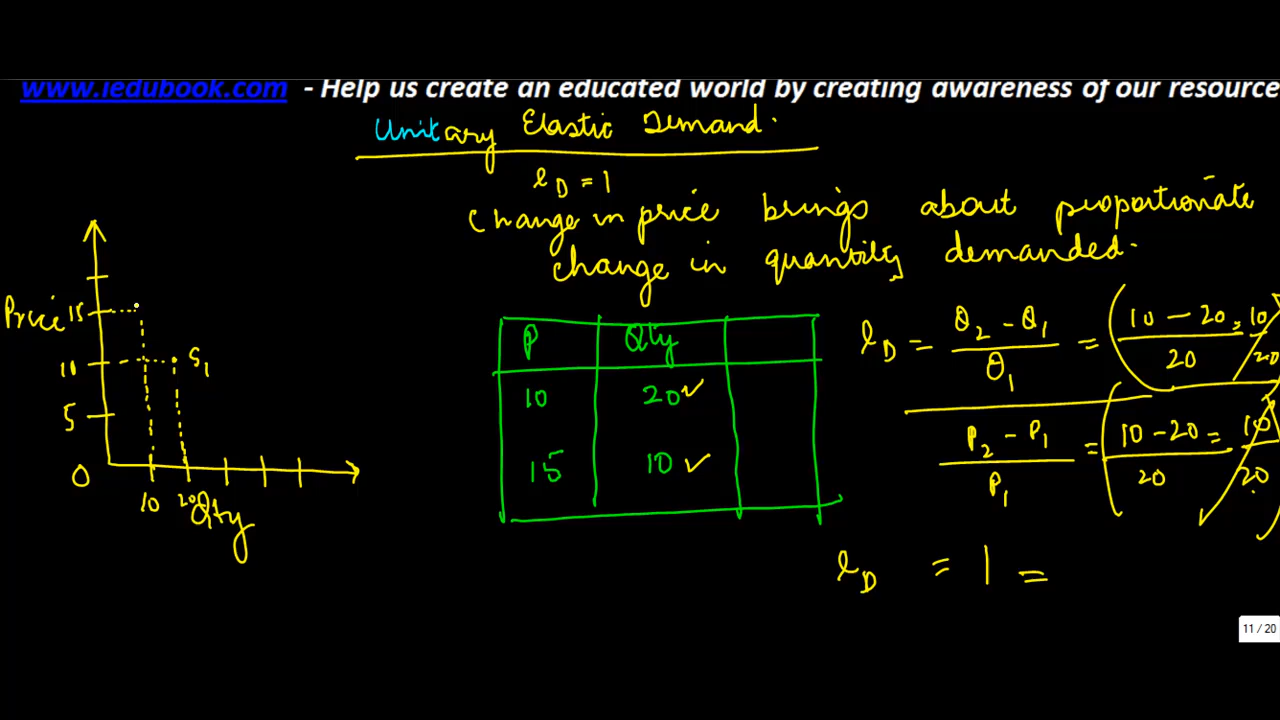 www.iedubook.com - Help us create an educated world by creating awareness of our resource
Unitary Elastic Demand.
eD = 1
Change in price brings about proportionate
change in quantity demanded.
Price 15
10
5
0
S1
10 20 Qty
P Qty
10 20 ✓
15 10 ✓
eD = Q2 - Q1 / Q1 = (10 - 20 / 20 = 10 / 20
P2 - P1 / P1 = (10 - 20 / 20 = 10 / 20)
eD = 1 =
11 / 20